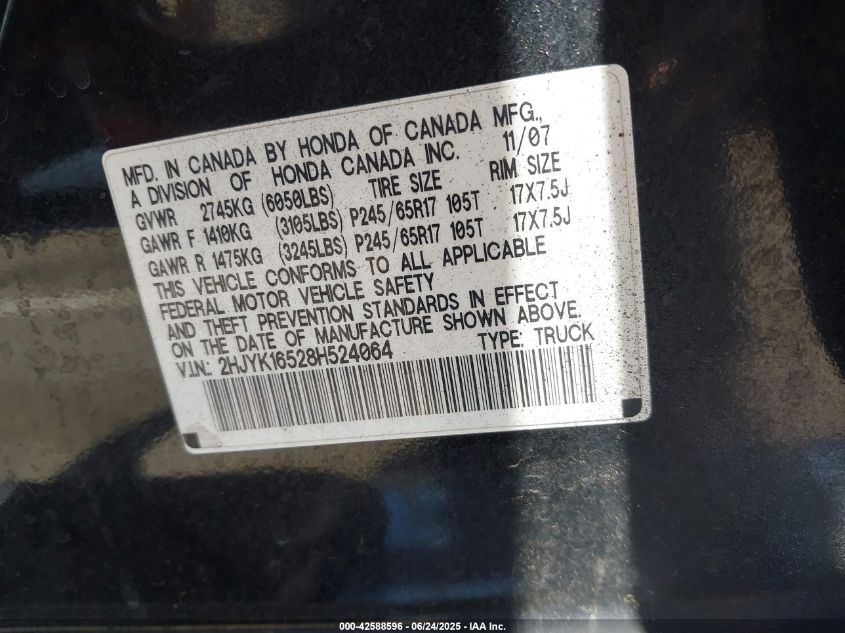 MFD. IN CANADA BY HONDA OF CANADA MFG.,
A DIVISION OF HONDA CANADA INC. 11/07
GVWR 2745KG (6050LBS) TIRE SIZE RIM SIZE
GAWR F 1410KG (3105LBS) P245/65R17 105T 17X7.5J
GAWR R 1475KG (3245LBS) P245/65R17 105T 17X7.5J
THIS VEHICLE CONFORMS TO ALL APPLICABLE
FEDERAL MOTOR VEHICLE SAFETY
AND THEFT PREVENTION STANDARDS IN EFFECT
ON THE DATE OF MANUFACTURE SHOWN ABOVE.
V.I.N: 2HJYK16528H524064 TYPE: TRUCK
000-42588596 - 06/24/2025 - IAA Inc.